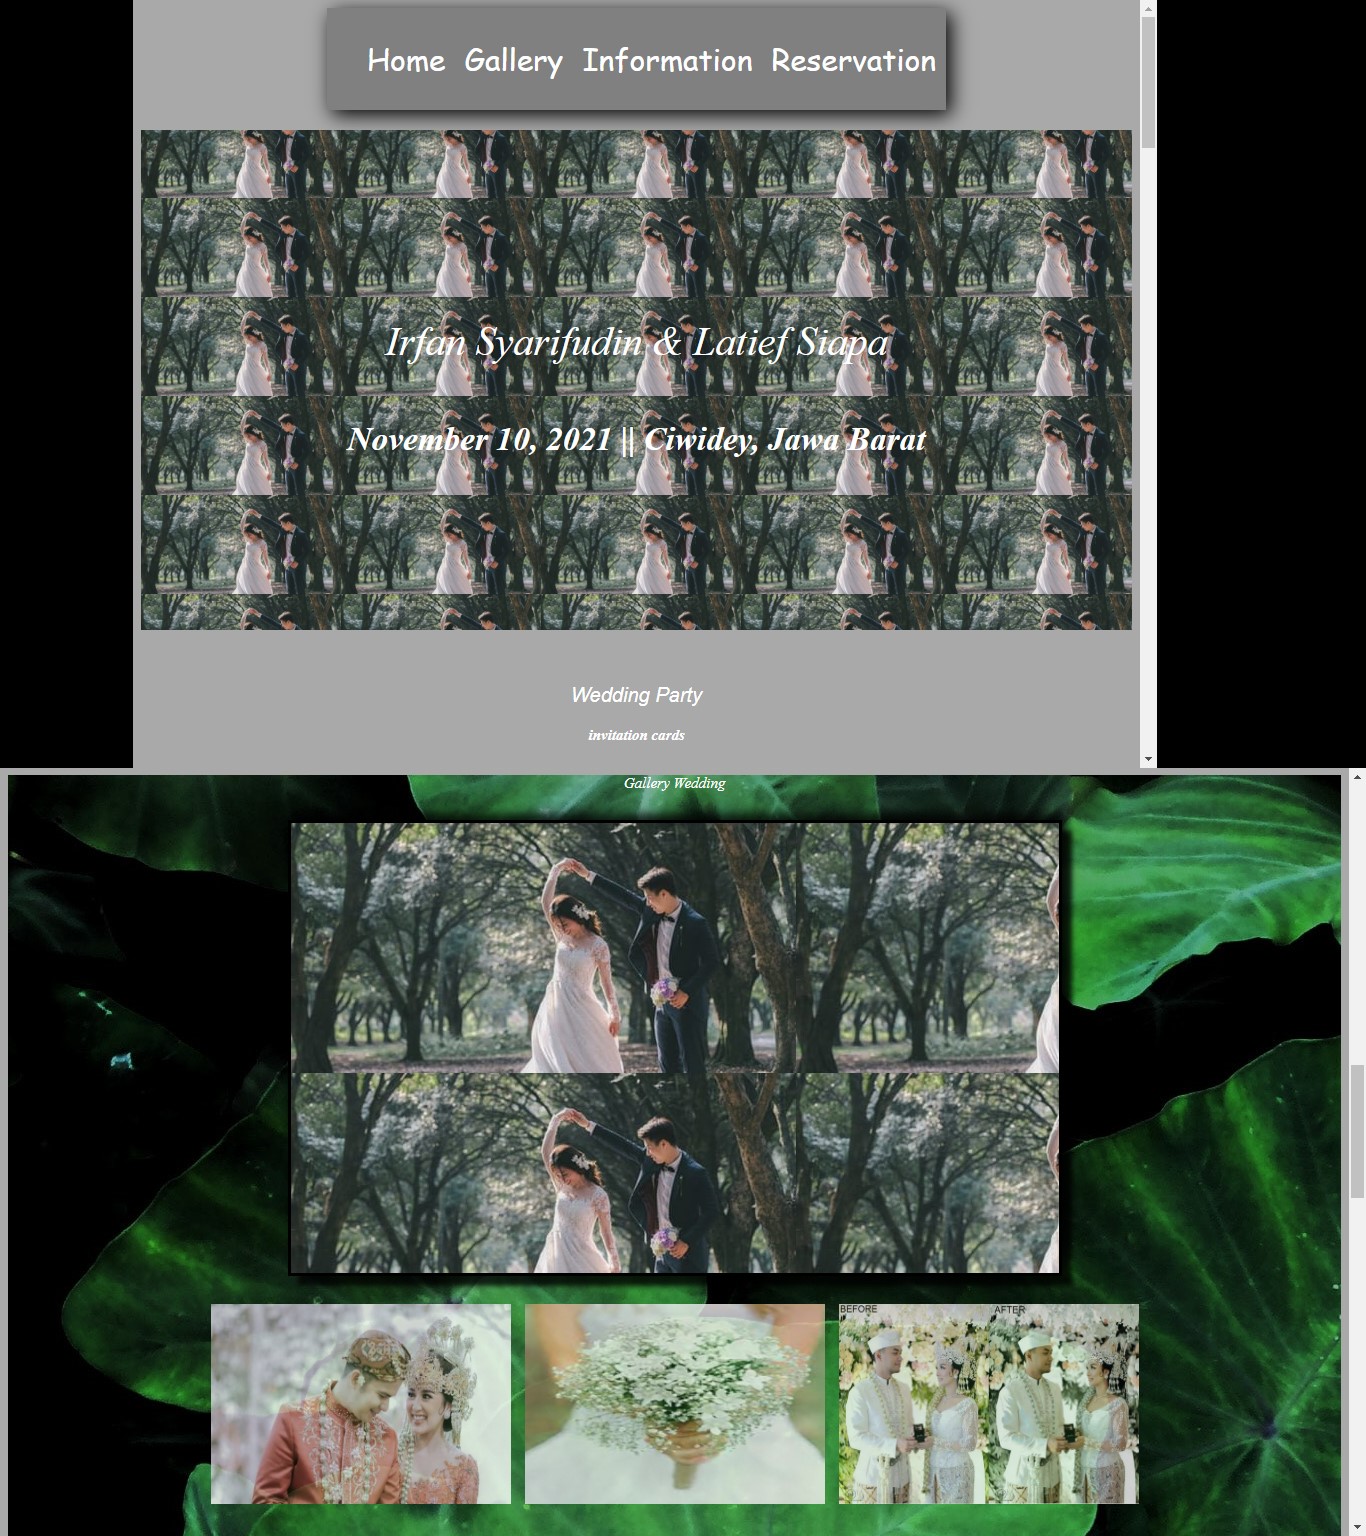 Home Gallery Information Reservation
Irfan Syarifudin & Latief Siapa
November 10, 2021 || Ciwidey, Jawa Barat
Wedding Party
invitation cards
Gallery Wedding
BEFORE AFTER